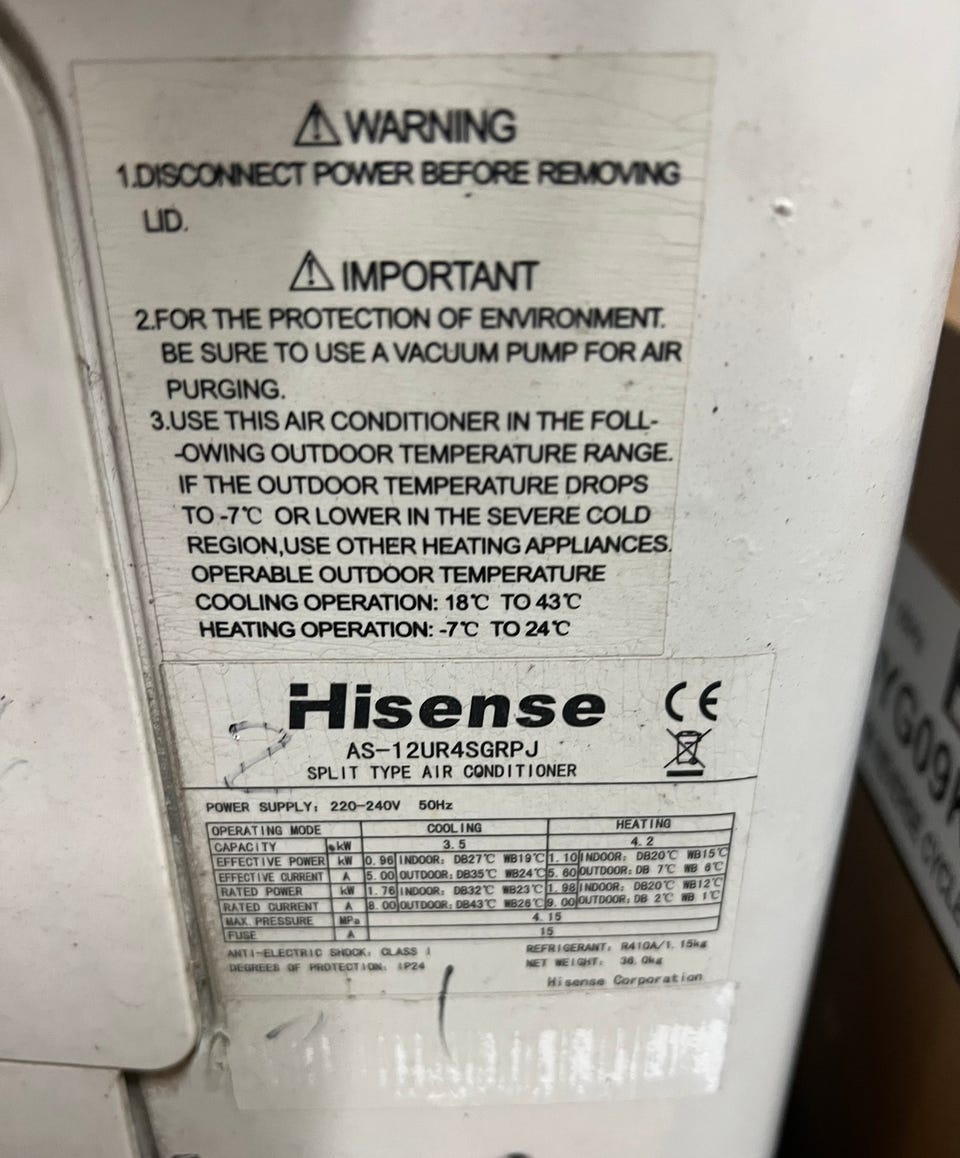 ⚠ WARNING
1.DISCONNECT POWER BEFORE REMOVING
LID.
⚠ IMPORTANT
2.FOR THE PROTECTION OF ENVIRONMENT.
BE SURE TO USE A VACUUM PUMP FOR AIR
PURGING.
3.USE THIS AIR CONDITIONER IN THE FOLL-
-OWING OUTDOOR TEMPERATURE RANGE.
IF THE OUTDOOR TEMPERATURE DROPS
TO -7℃ OR LOWER IN THE SEVERE COLD
REGION,USE OTHER HEATING APPLIANCES.
OPERABLE OUTDOOR TEMPERATURE
COOLING OPERATION: 18℃ TO 43℃
HEATING OPERATION: -7℃ TO 24℃
Hisense CE
2
AS-12UR4SGRPJ
SPLIT TYPE AIR CONDITIONER
POWER SUPPLY: 220-240V 50Hz
OPERATING MODE COOLING HEATING
CAPACITY kW 3.5 4.2
EFFECTIVE POWER kW 0.96 INDOOR: DB27℃ WB19℃ 1.10 INDOOR: DB20℃ WB15℃
EFFECTIVE CURRENT A 5.00 OUTDOOR: DB35℃ WB24℃ 5.60 OUTDOOR: DB 7℃ WB 6℃
RATED POWER kW 1.76 INDOOR: DB32℃ WB23℃ 1.98 INDOOR: DB20℃ WB12℃
RATED CURRENT A 8.00 OUTDOOR: DB43℃ WB26℃ 9.00 OUTDOOR: DB 2℃ WB 1℃
MAX. PRESSURE MPa 4.15
FUSE A 15
ANTI-ELECTRIC SHOCK: CLASS I REFRIGERANT: R410A/1.15kg
DEGREES OF PROTECTION: IP24 NET WEIGHT: 36.0kg
Hisense Corporation
YG09